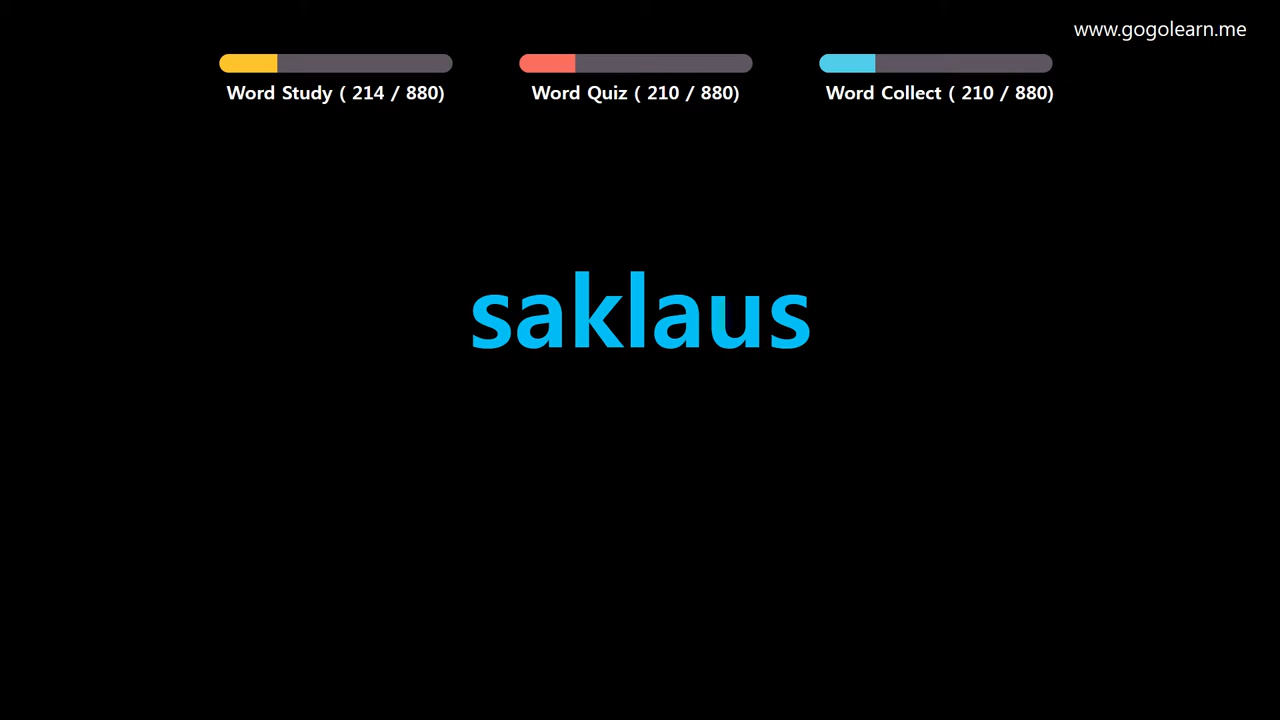 www.gogolearn.me
Word Study ( 214 / 880)
Word Quiz ( 210 / 880)
Word Collect ( 210 / 880)
saklaus